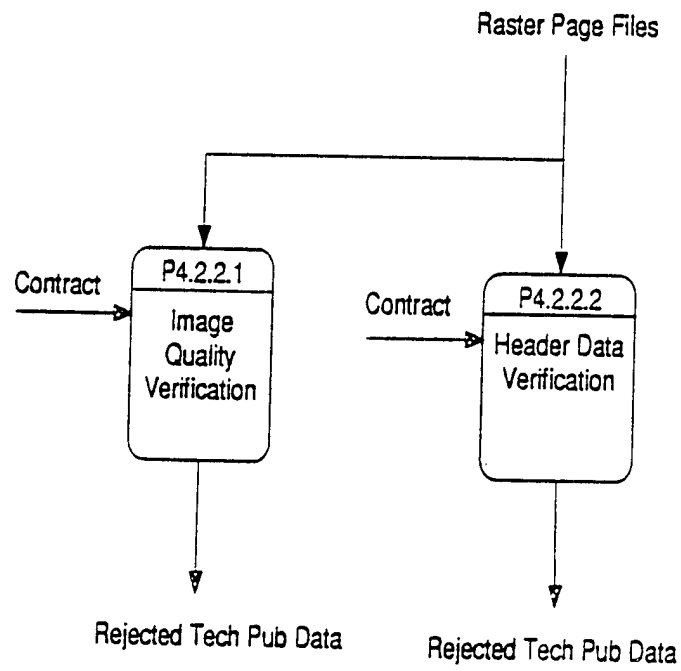 Raster Page Files
Contract
P4.2.2.1
Image
Quality
Verification
Contract
P4.2.2.2
Header Data
Verification
Rejected Tech Pub Data
Rejected Tech Pub Data